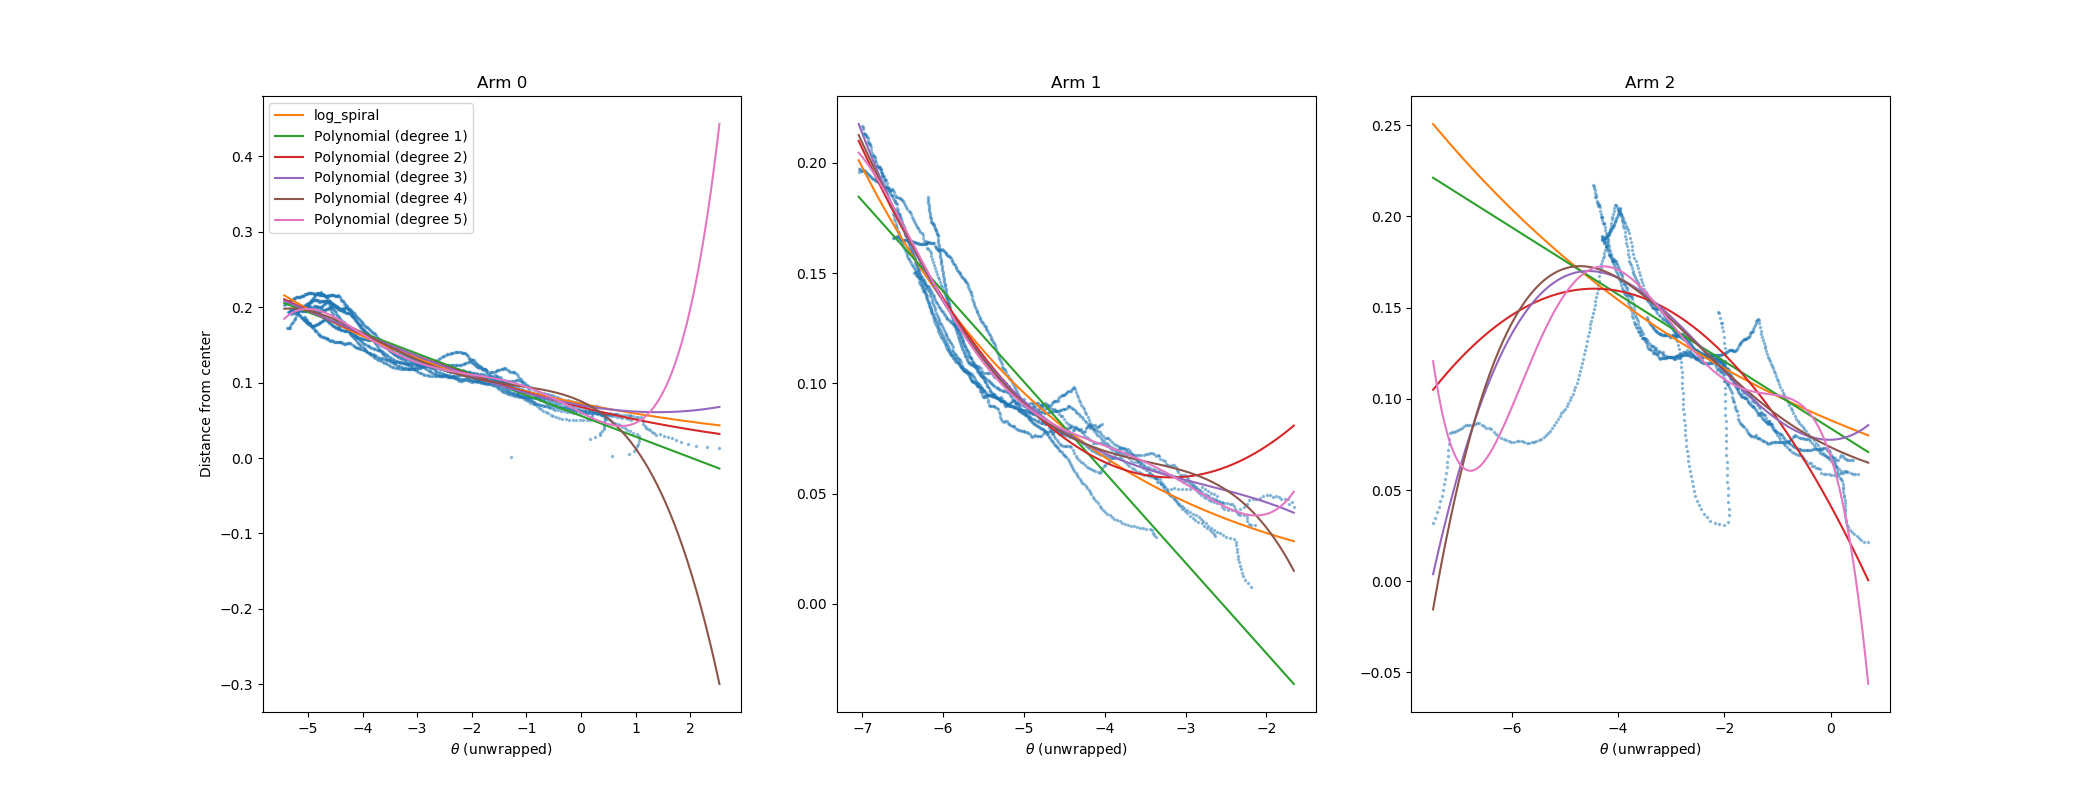 Arm 0
log_spiral
Polynomial (degree 1)
Polynomial (degree 2)
Polynomial (degree 3)
Polynomial (degree 4)
Polynomial (degree 5)
0.4
0.3
0.2
0.1
0.0
−0.1
−0.2
−0.3
Distance from center
−5 −4 −3 −2 −1 0 1 2
θ (unwrapped)
Arm 1
0.20
0.15
0.10
0.05
0.00
−7 −6 −5 −4 −3 −2
θ (unwrapped)
Arm 2
0.25
0.20
0.15
0.10
0.05
0.00
−0.05
−6 −4 −2 0
θ (unwrapped)